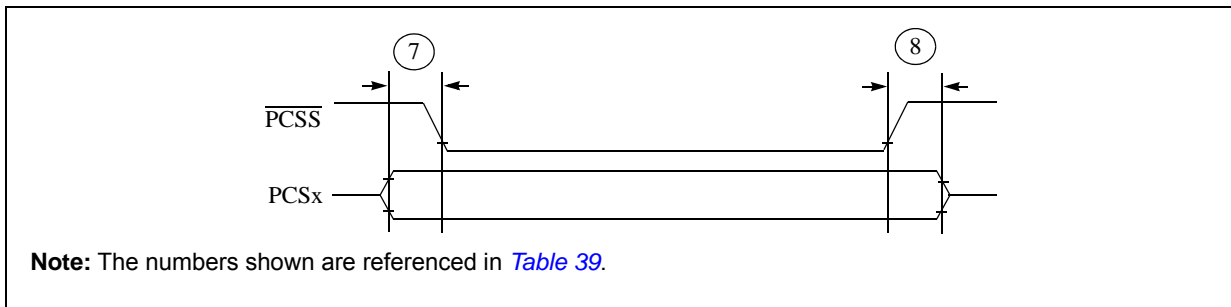 7
8
PCSS
PCSx
Note: The numbers shown are referenced in Table 39.